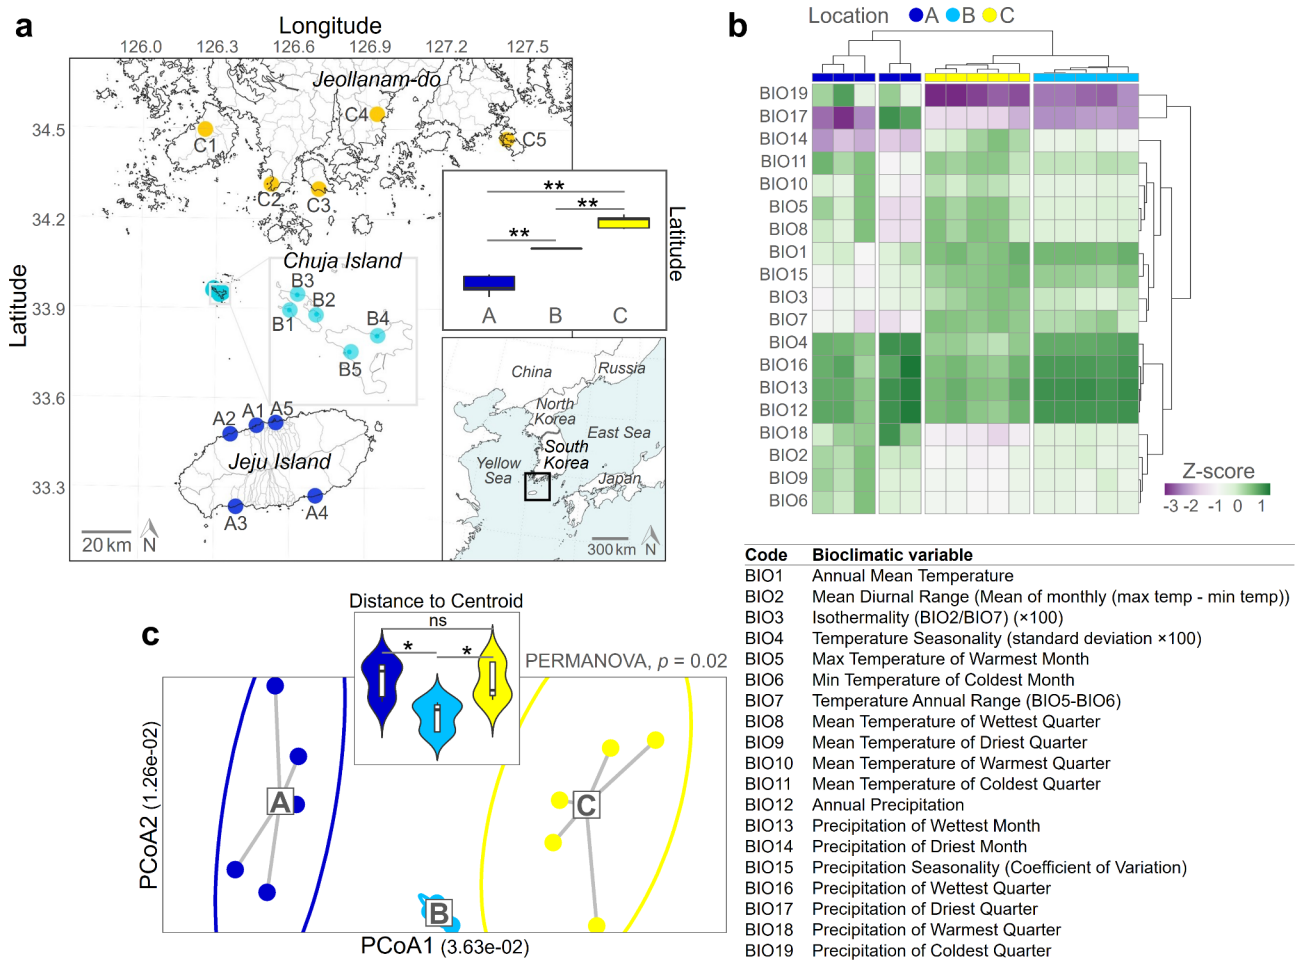 a
Longitude
126.0 126.3 126.6 126.9 127.2 127.5
Latitude
34.5
34.2
33.9
33.6
33.3
Jeollanam-do
C1
C2
C3
C4
C5
Chuja Island
B3
B2
B1
B4
B5
A2
A1
A5
Jeju Island
A3
A4
20 km
N
**
**
**
Latitude
A B C
China
Russia
North
Korea
East Sea
South
Korea
Yellow
Sea
Japan
300 km
N
b
Location A B C
BIO19
BIO17
BIO14
BIO11
BIO10
BIO5
BIO8
BIO1
BIO15
BIO3
BIO7
BIO4
BIO16
BIO13
BIO12
BIO18
BIO2
BIO9
BIO6
Z-score
-3 -2 -1 0 1
Code Bioclimatic variable
BIO1 Annual Mean Temperature
BIO2 Mean Diurnal Range (Mean of monthly (max temp - min temp))
BIO3 Isothermality (BIO2/BIO7) (×100)
BIO4 Temperature Seasonality (standard deviation ×100)
BIO5 Max Temperature of Warmest Month
BIO6 Min Temperature of Coldest Month
BIO7 Temperature Annual Range (BIO5-BIO6)
BIO8 Mean Temperature of Wettest Quarter
BIO9 Mean Temperature of Driest Quarter
BIO10 Mean Temperature of Warmest Quarter
BIO11 Mean Temperature of Coldest Quarter
BIO12 Annual Precipitation
BIO13 Precipitation of Wettest Month
BIO14 Precipitation of Driest Month
BIO15 Precipitation Seasonality (Coefficient of Variation)
BIO16 Precipitation of Wettest Quarter
BIO17 Precipitation of Driest Quarter
BIO18 Precipitation of Warmest Quarter
BIO19 Precipitation of Coldest Quarter
c
Distance to Centroid
ns
* *
PERMANOVA, p = 0.02
PCoA2 (1.26e-02)
A
B
C
PCoA1 (3.63e-02)